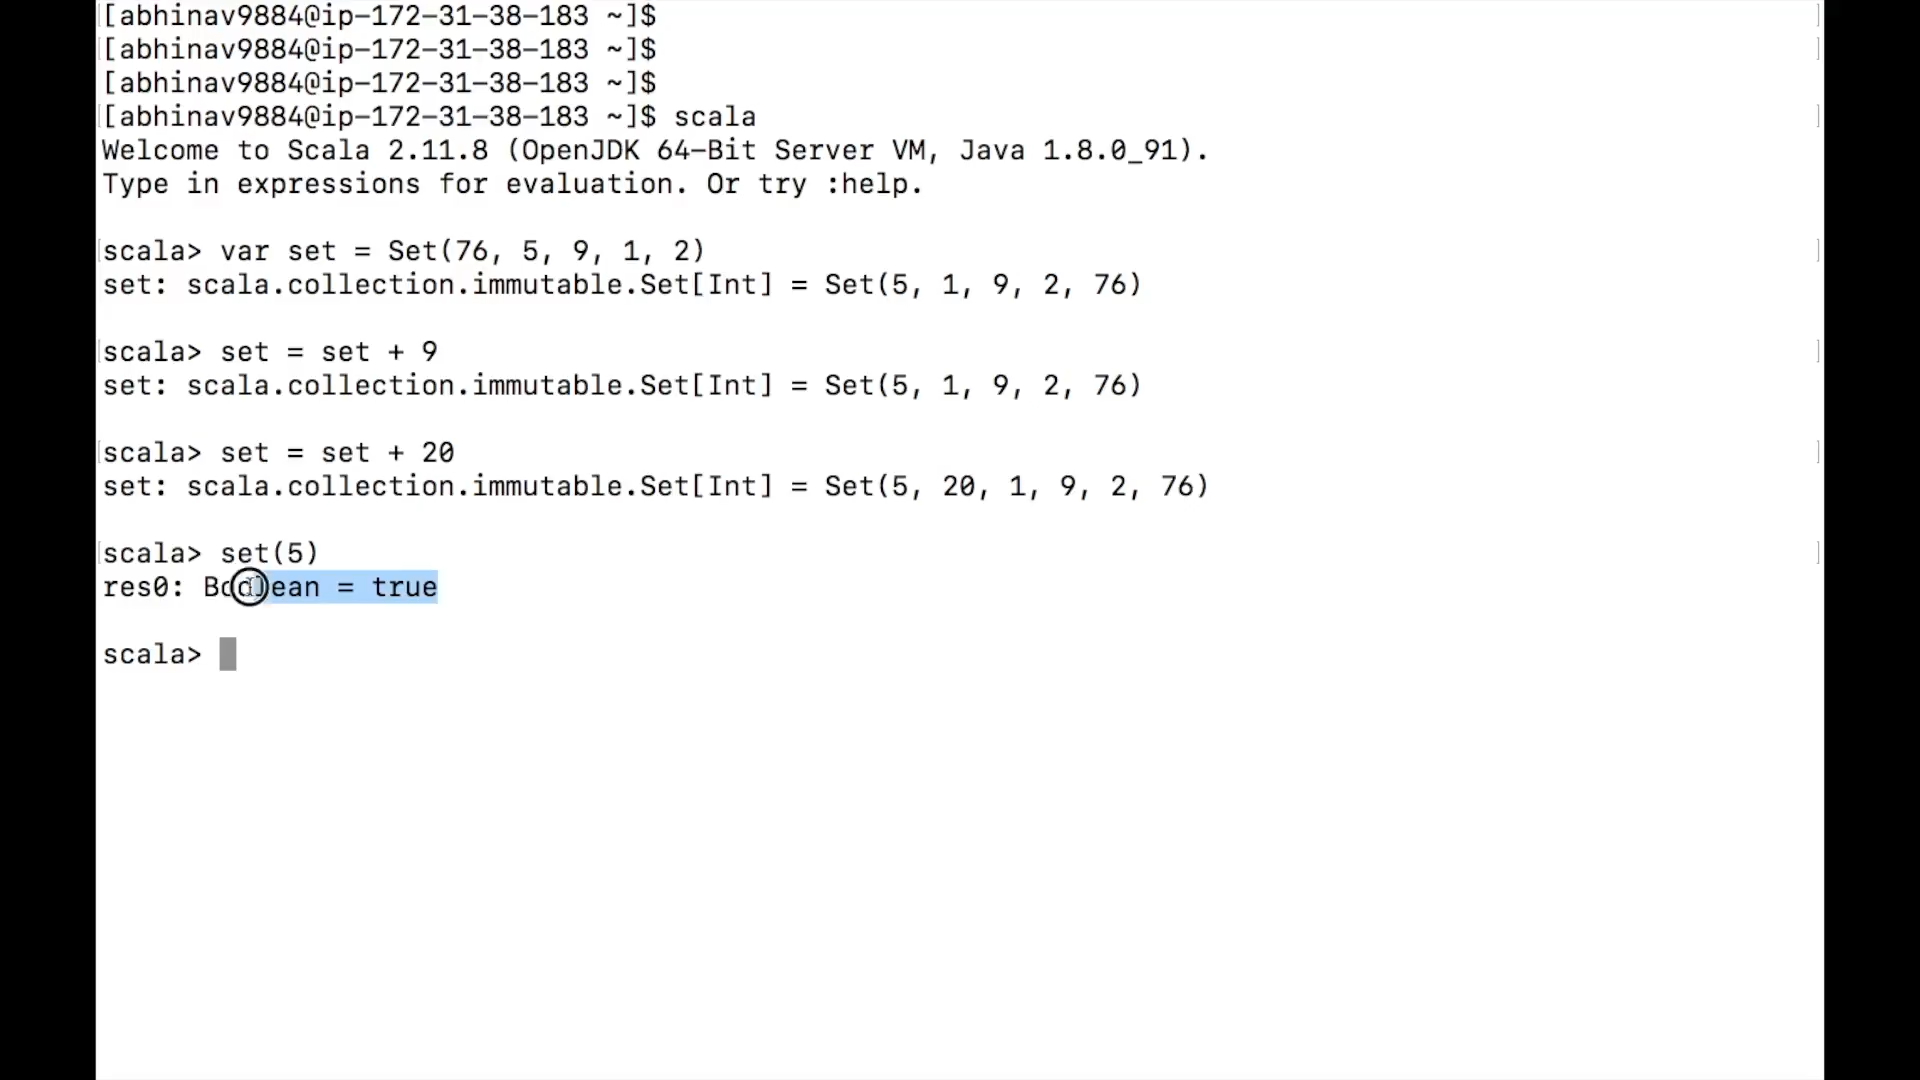 [abhinav9884@ip-172-31-38-183 ~]$
[abhinav9884@ip-172-31-38-183 ~]$
[abhinav9884@ip-172-31-38-183 ~]$
[abhinav9884@ip-172-31-38-183 ~]$ scala
Welcome to Scala 2.11.8 (OpenJDK 64-Bit Server VM, Java 1.8.0_91).
Type in expressions for evaluation. Or try :help.
scala> var set = Set(76, 5, 9, 1, 2)
set: scala.collection.immutable.Set[Int] = Set(5, 1, 9, 2, 76)
scala> set = set + 9
set: scala.collection.immutable.Set[Int] = Set(5, 1, 9, 2, 76)
scala> set = set + 20
set: scala.collection.immutable.Set[Int] = Set(5, 20, 1, 9, 2, 76)
scala> set(5)
res0: Boolean = true
scala>